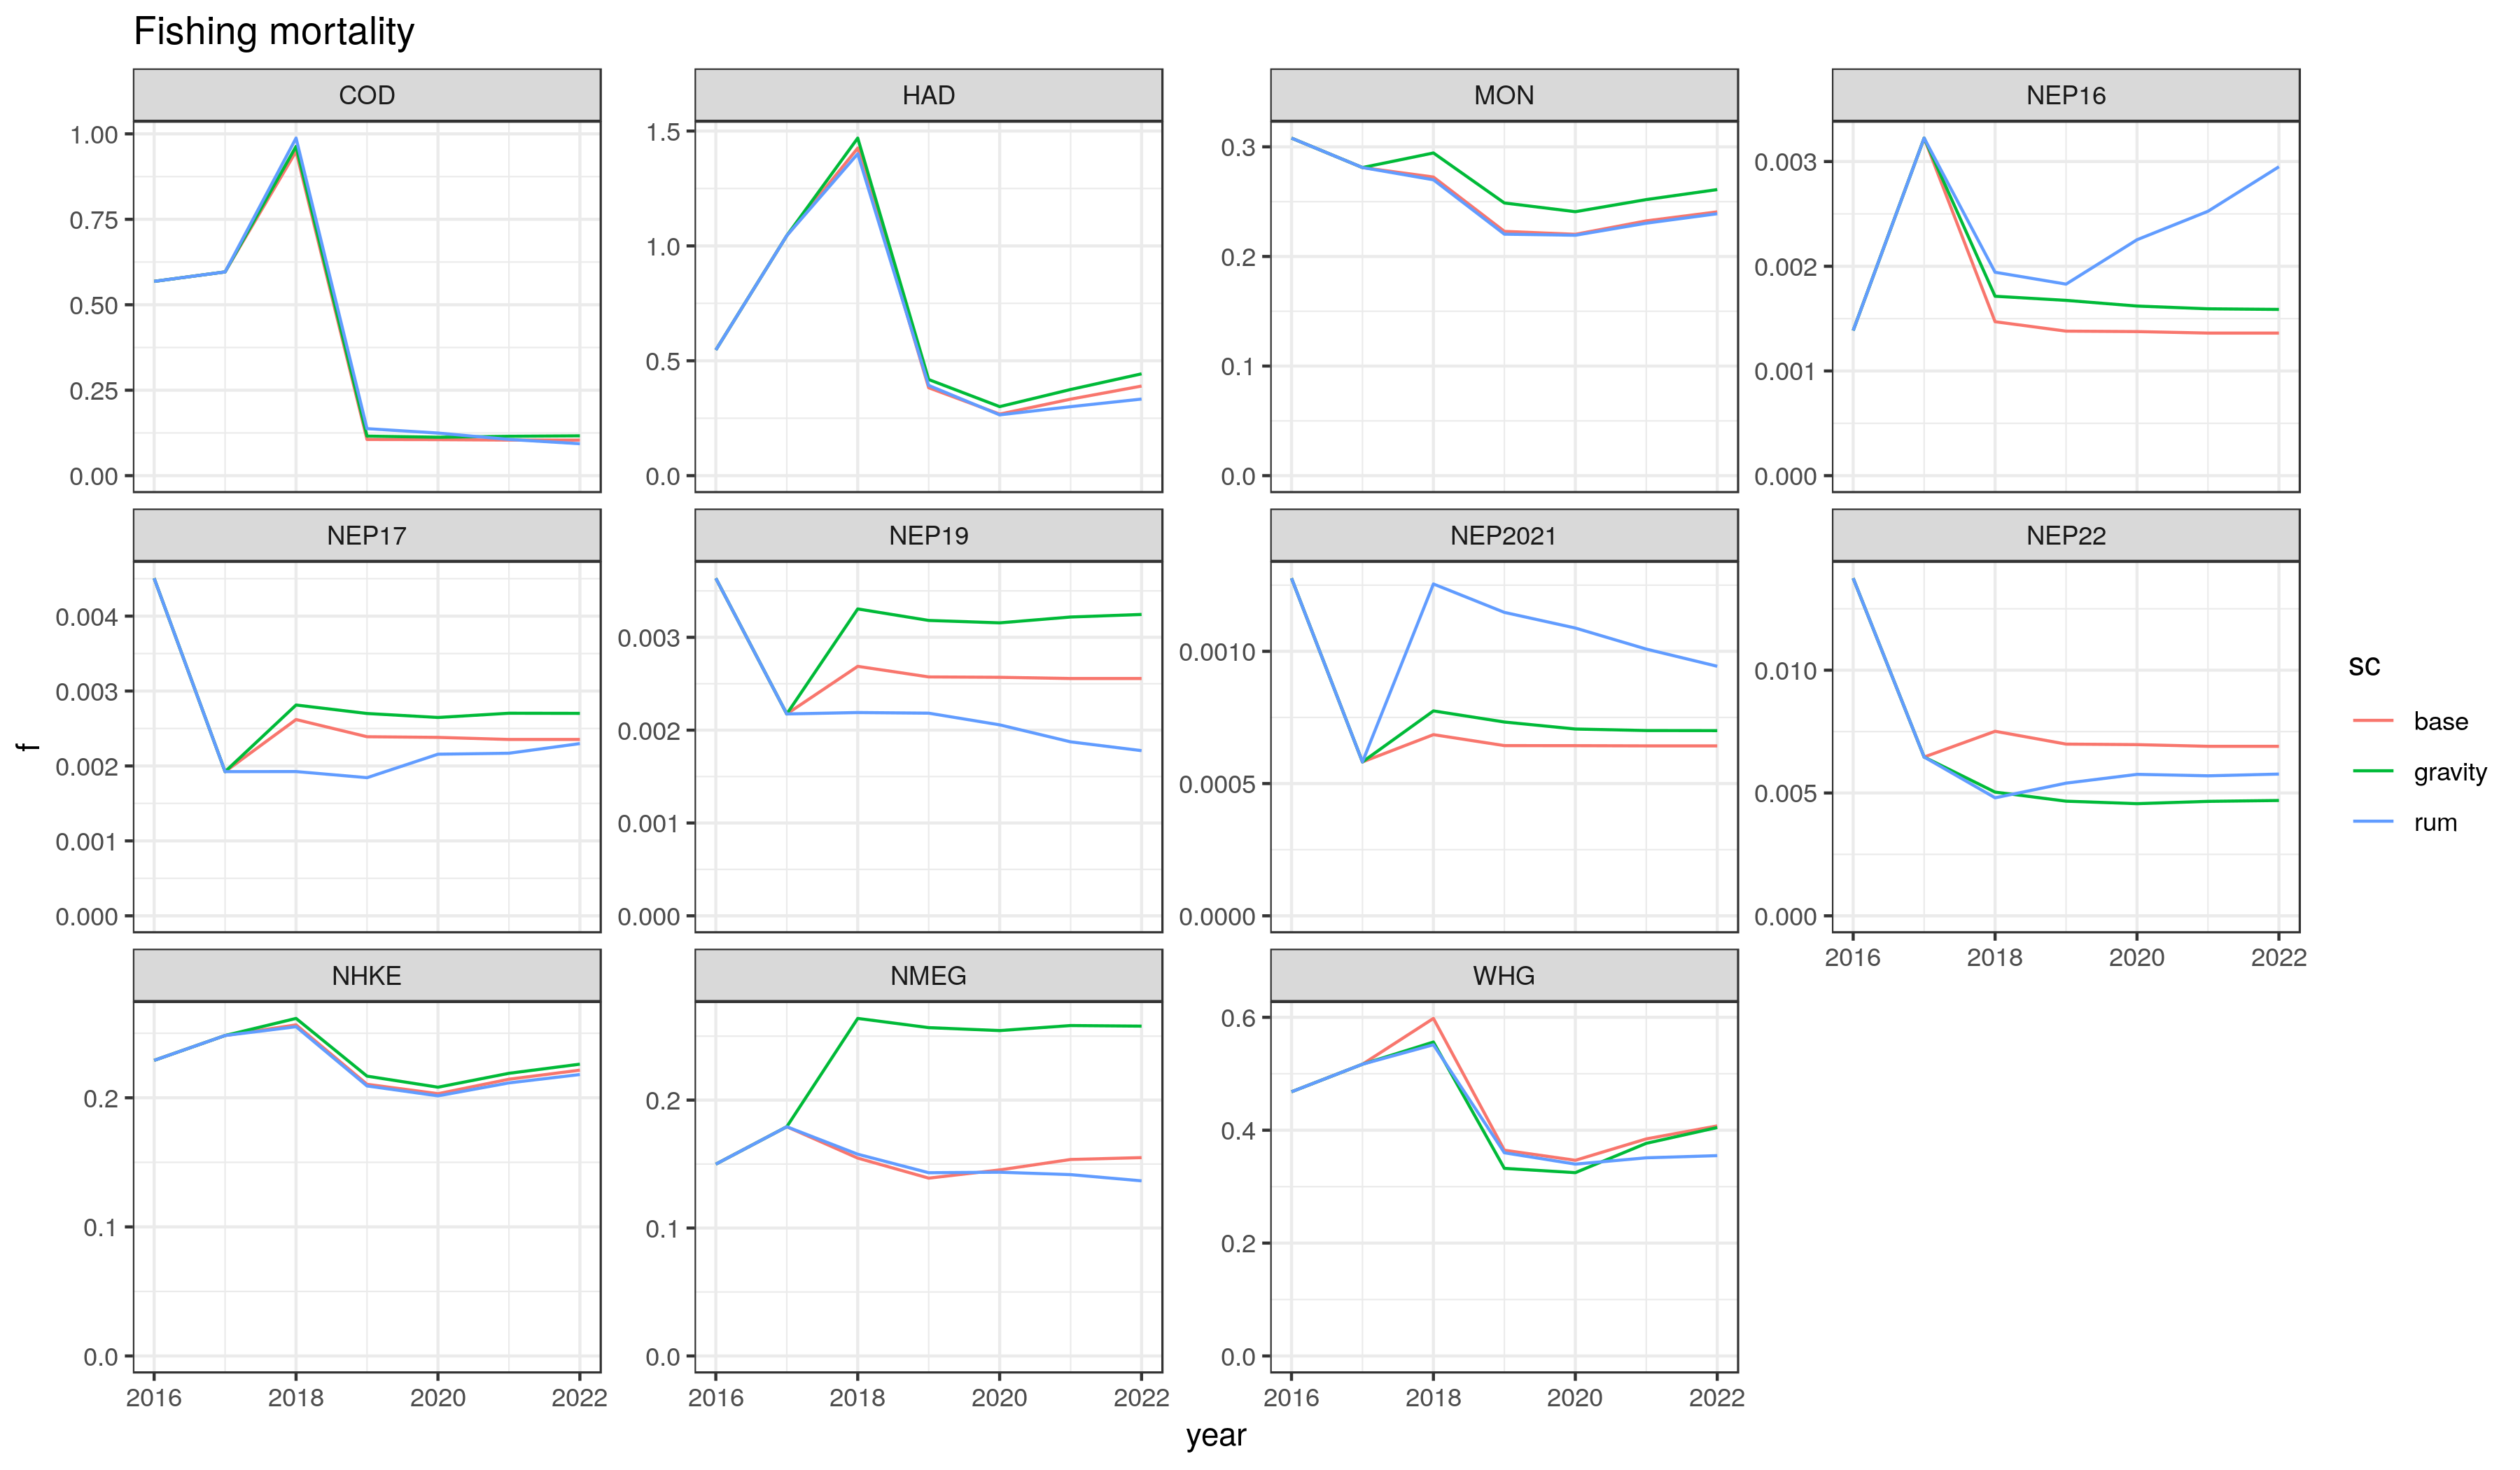 Fishing mortality
COD HAD MON NEP16
1.00 1.5 0.3 0.003
0.75 1.0 0.2 0.002
0.50 0.5 0.1 0.001
0.25 0.0 0.0 0.000
0.00
NEP17 NEP19 NEP2021 NEP22
0.004 0.003 0.0010 0.010
0.003 0.002 0.0005 0.005
0.002 0.001 0.0000 0.000
0.001 0.000
0.000
2016 2018 2020 2022
NHKE NMEG WHG
0.2 0.2 0.6
0.1 0.1 0.4
0.0 0.0 0.2
0.0
2016 2018 2020 2022 2016 2018 2020 2022 2016 2018 2020 2022
year
f
sc
base
gravity
rum